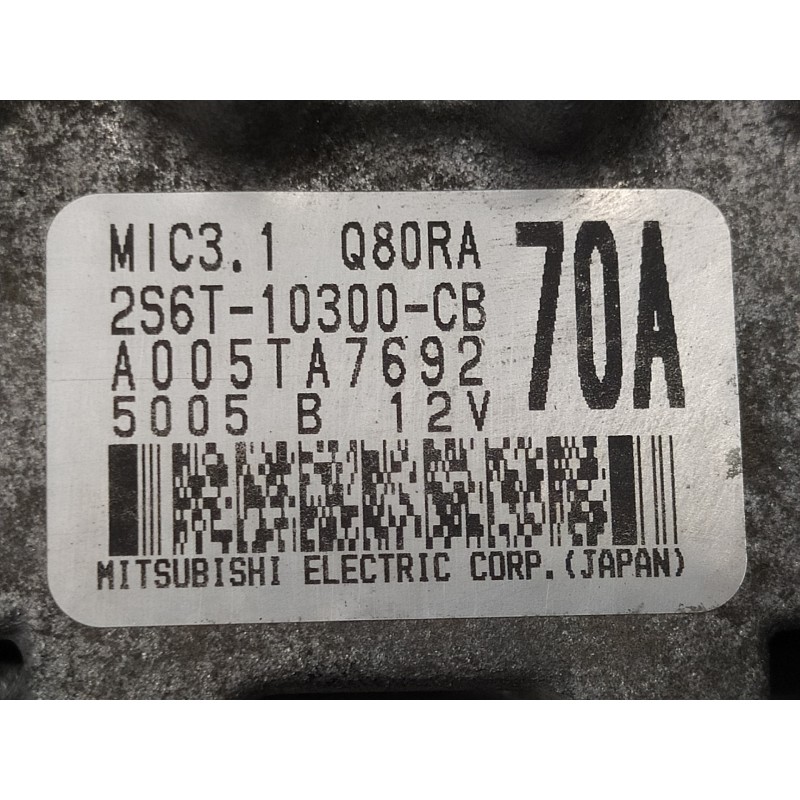 MIC3.1 Q80RA 70A
2S6T-10300-CB
A005TA7692
5005 B 12V
MITSUBISHI ELECTRIC CORP.(JAPAN)